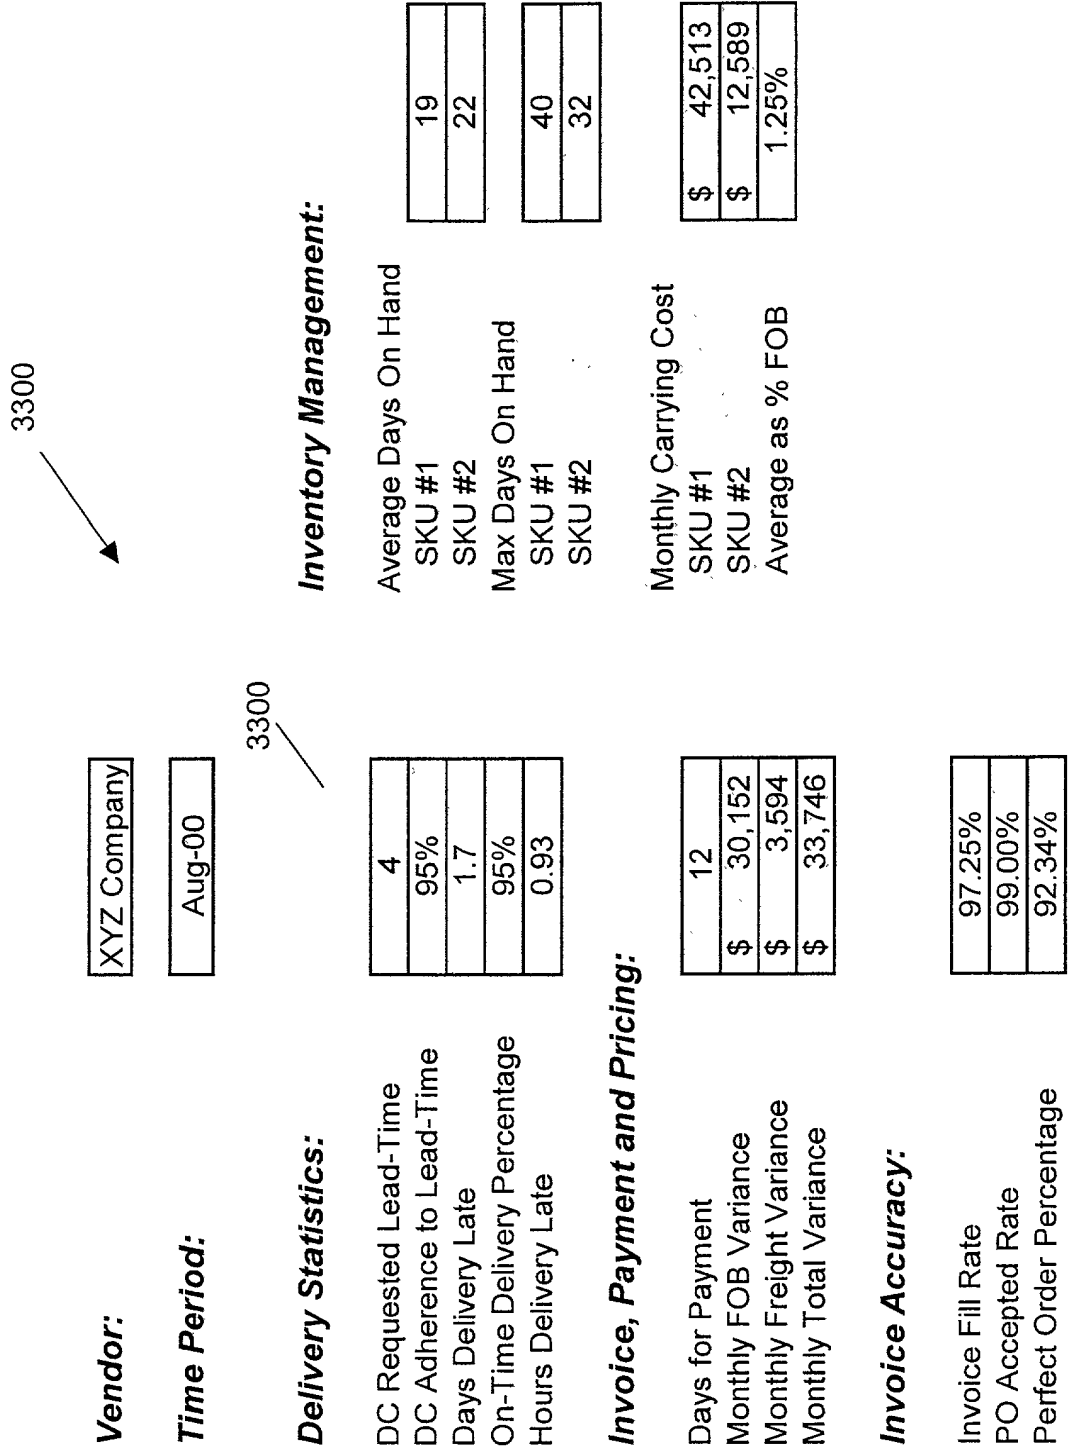 3300
Vendor: XYZ Company
Time Period: Aug-00
3300
Delivery Statistics:
DC Requested Lead-Time 4
DC Adherence to Lead-Time 95%
Days Delivery Late 1.7
On-Time Delivery Percentage 95%
Hours Delivery Late 0.93
Invoice, Payment and Pricing:
Days for Payment 12
Monthly FOB Variance $ 30,152
Monthly Freight Variance $ 3,594
Monthly Total Variance $ 33,746
Invoice Accuracy:
Invoice Fill Rate 97.25%
PO Accepted Rate 99.00%
Perfect Order Percentage 92.34%
Inventory Management:
Average Days On Hand
SKU #1 19
SKU #2 22
Max Days On Hand
SKU #1 40
SKU #2 32
Monthly Carrying Cost
SKU #1 $ 42,513
SKU #2 $ 12,589
Average as % FOB 1.25%